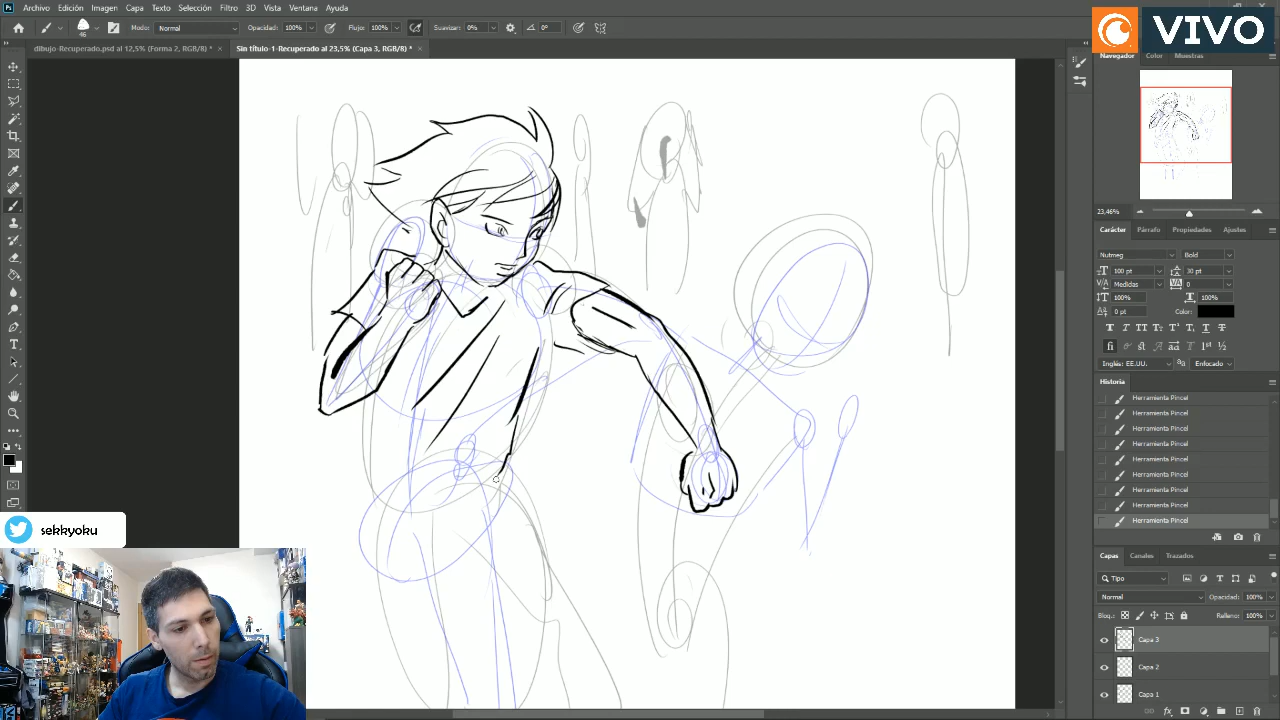 Archivo Edición Imagen Capa Texto Selección Filtro 3D Vista Ventana Ayuda
VIVO
46 Modo: Normal Opacidad: 100% Flujo: 100% Suavizar: 0% 0°
dibujo-Recuperado.psd al 12,5% (Forma 2, RGB/8) * × Sin título-1-Recuperado al 23,5% (Capa 3, RGB/8) * ×
Navegador Color Muestras
23,46%
Carácter Párrafo Propiedades Ajustes
Nutmeg Bold
100 pt 30 pt
Medidas 0
100% 100%
0 pt Color:
Inglés: EE.UU. Enfocado
Historia
Herramienta Pincel
Herramienta Pincel
Herramienta Pincel
Herramienta Pincel
Herramienta Pincel
Herramienta Pincel
Herramienta Pincel
Herramienta Pincel
Herramienta Pincel
sekkyoku
Capas Canales Trazados
Tipo
Normal Opacidad: 100%
Bloq.: Relleno: 100%
Capa 3
Capa 2
Capa 1